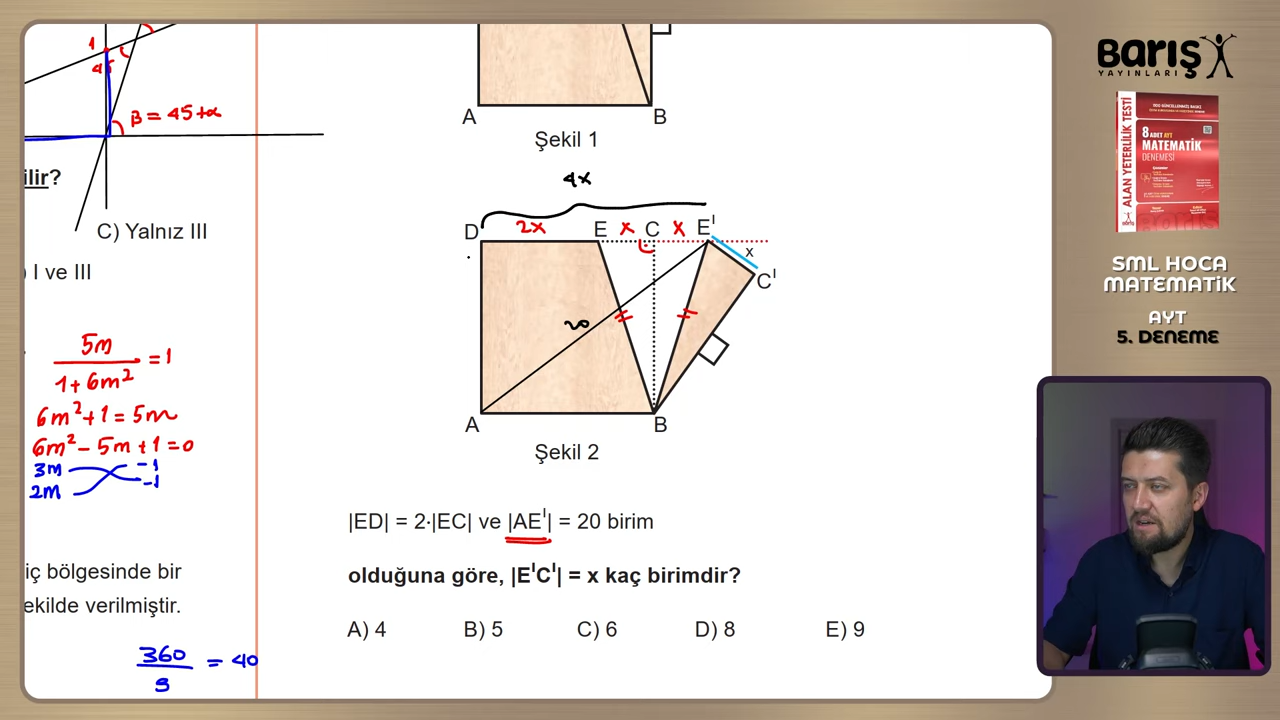 1
45
β = 45+α
ilir?
C) Yalnız III
I ve III
5m
1+6m² = 1
6m²+1 = 5m
6m² - 5m + 1 = 0
3m -1
2m -1
iç bölgesinde bir
ekilde verilmiştir.
360
9 = 40
A B
Şekil 1
4x
D 2x E x C x E'
x
C'
20
A B
Şekil 2
|ED| = 2·|EC| ve |AE'| = 20 birim
olduğuna göre, |E'C'| = x kaç birimdir?
A) 4 B) 5 C) 6 D) 8 E) 9
BARIŞ
YAYINLARI
ALAN YETERLİLİK TESTİ
8 ADET AYT
MATEMATİK
DENEMESİ
SML HOCA
MATEMATİK
AYT
5. DENEME